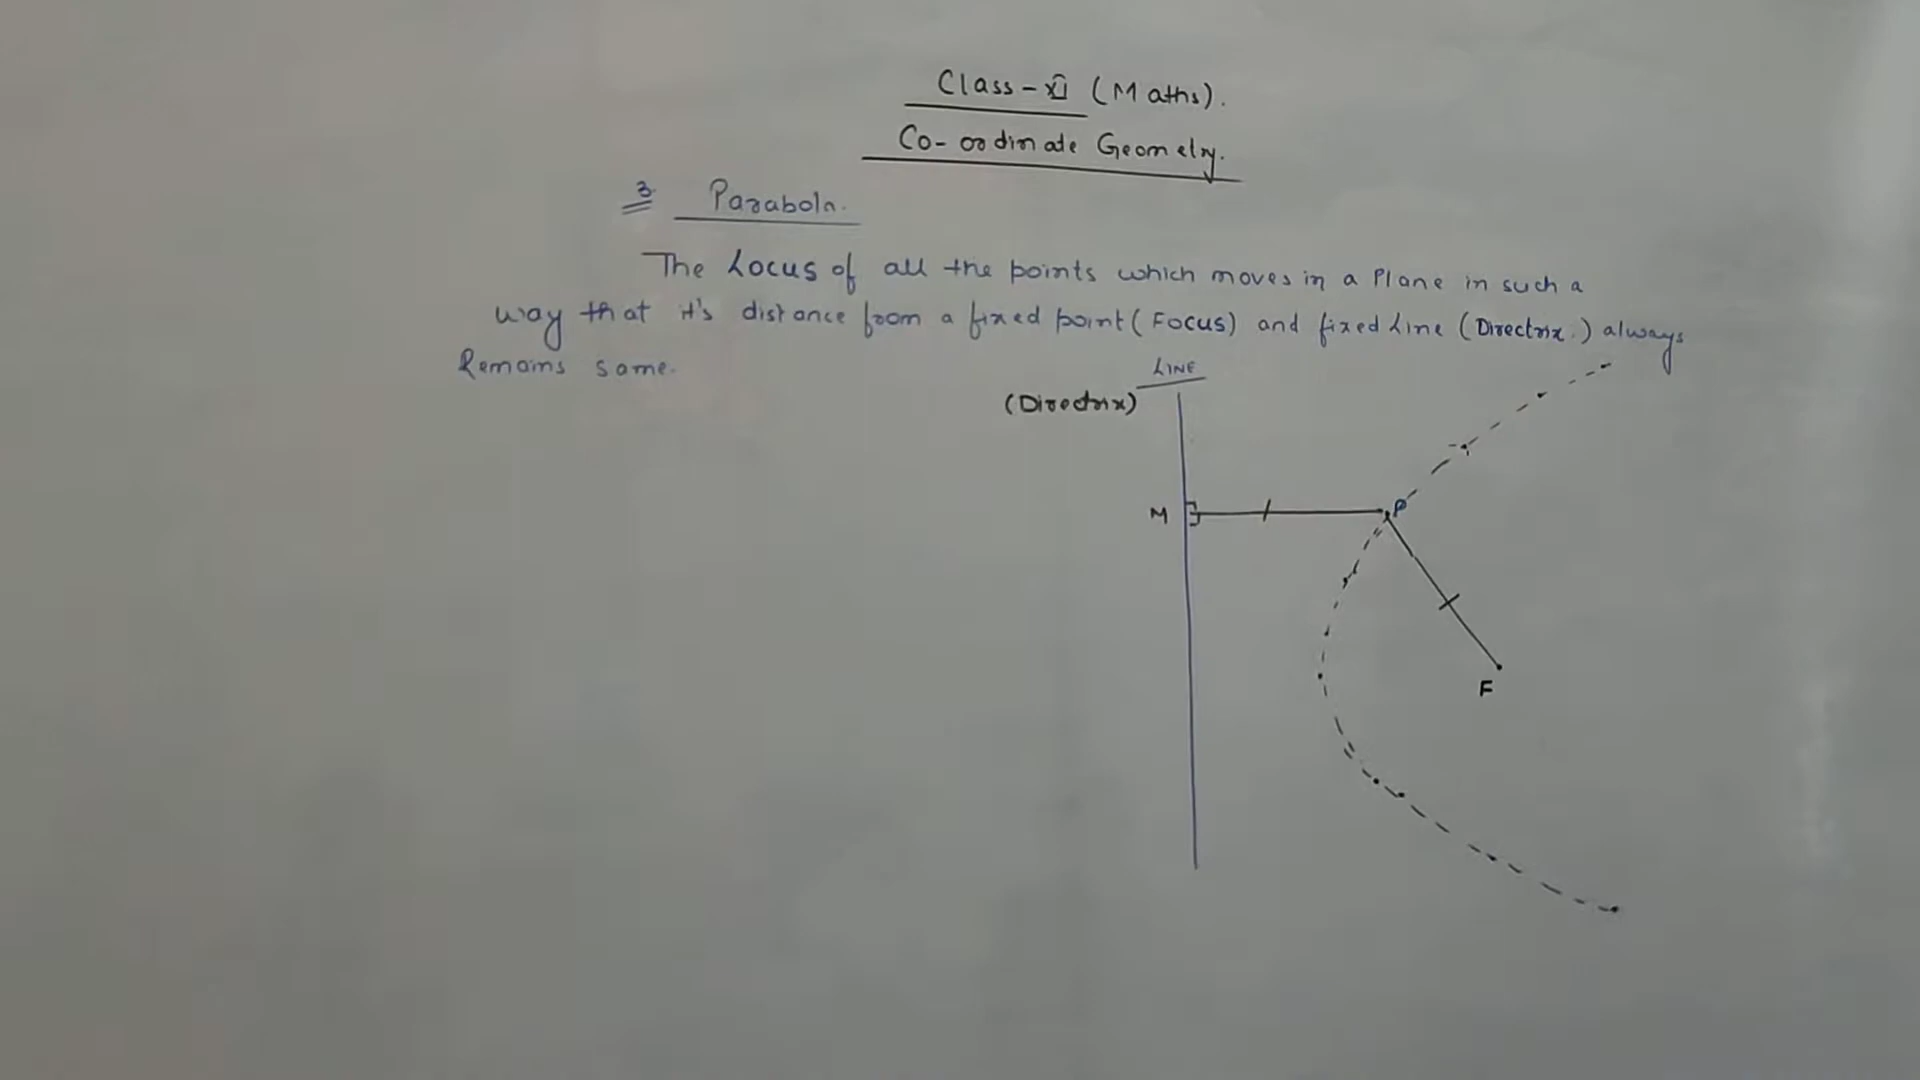 Class-XI (Maths).
Co-ordinate Geometry.
3 Parabola.
The Locus of all the points which moves in a Plane in such a
way that it's distance from a fixed point (Focus) and fixed Line (Directrix.) always
Remains same.
LINE
(Directrix)
M
P
F